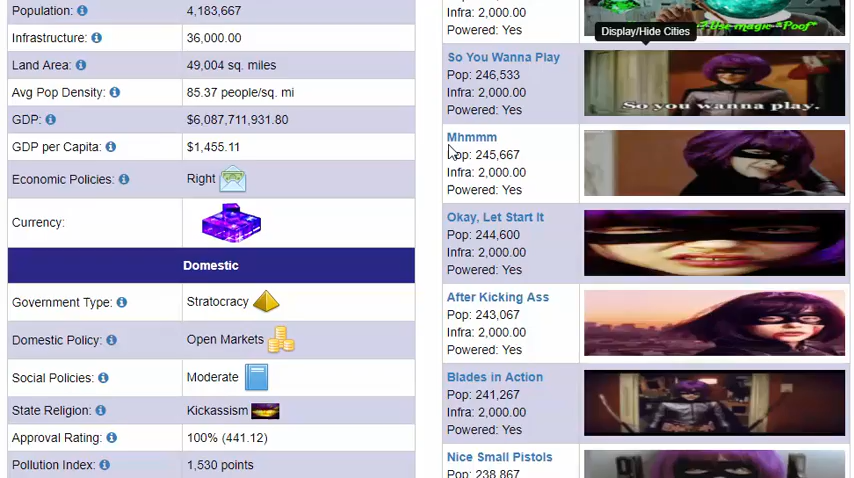 Population: 4,183,667
Infrastructure: 36,000.00
Land Area: 49,004 sq. miles
Avg Pop Density: 85.37 people/sq. mi
GDP: $6,087,711,931.80
GDP per Capita: $1,455.11
Economic Policies: Right
Currency:
Domestic
Government Type: Stratocracy
Domestic Policy: Open Markets
Social Policies: Moderate
State Religion: Kickassism
Approval Rating: 100% (441.12)
Pollution Index: 1,530 points
Infra: 2,000.00
Powered: Yes
*Poof*
Display/Hide Cities
So You Wanna Play
Pop: 246,533
Infra: 2,000.00
Powered: Yes
So you wanna play.
Mhmmm
Pop: 245,667
Infra: 2,000.00
Powered: Yes
Okay, Let Start It
Pop: 244,600
Infra: 2,000.00
Powered: Yes
After Kicking Ass
Pop: 243,067
Infra: 2,000.00
Powered: Yes
Blades in Action
Pop: 241,267
Infra: 2,000.00
Powered: Yes
Nice Small Pistols
Pop: 238,867